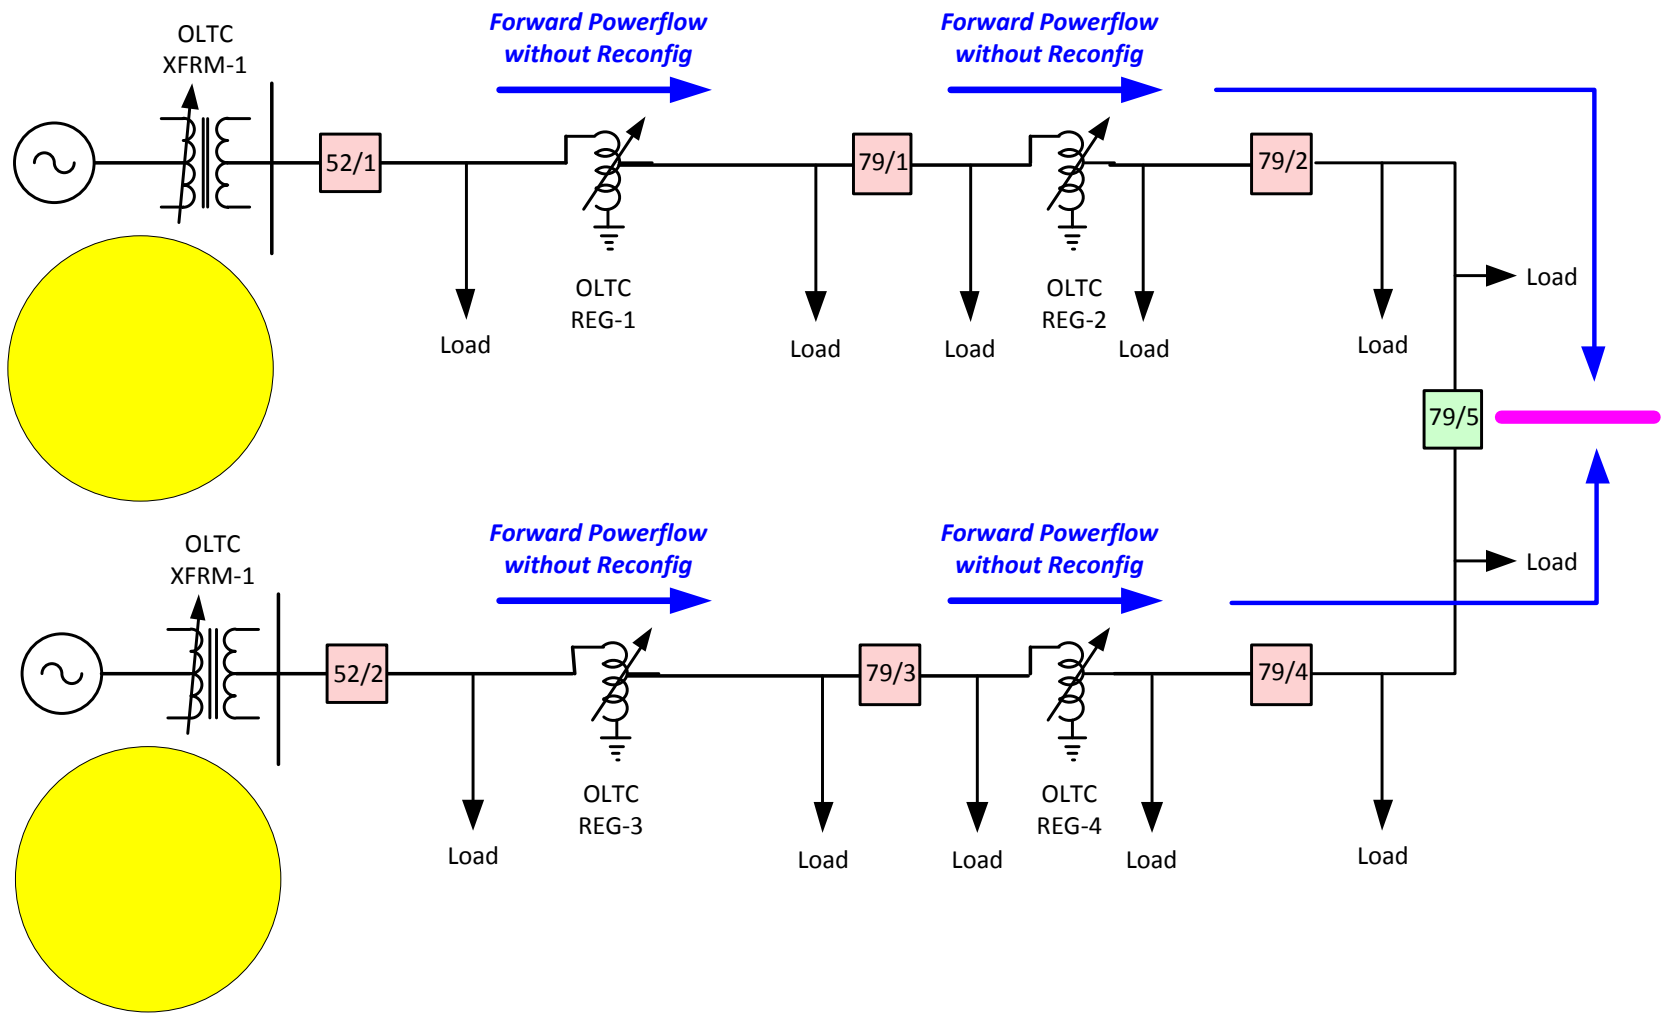 OLTC
XFRM-1
Forward Powerflow
without Reconfig
Forward Powerflow
without Reconfig
52/1
79/1
79/2
OLTC
REG-1
OLTC
REG-2
Load
Load
Load
Load
Load
Load
79/5
OLTC
XFRM-1
Forward Powerflow
without Reconfig
Forward Powerflow
without Reconfig
Load
52/2
79/3
79/4
OLTC
REG-3
OLTC
REG-4
Load
Load
Load
Load
Load